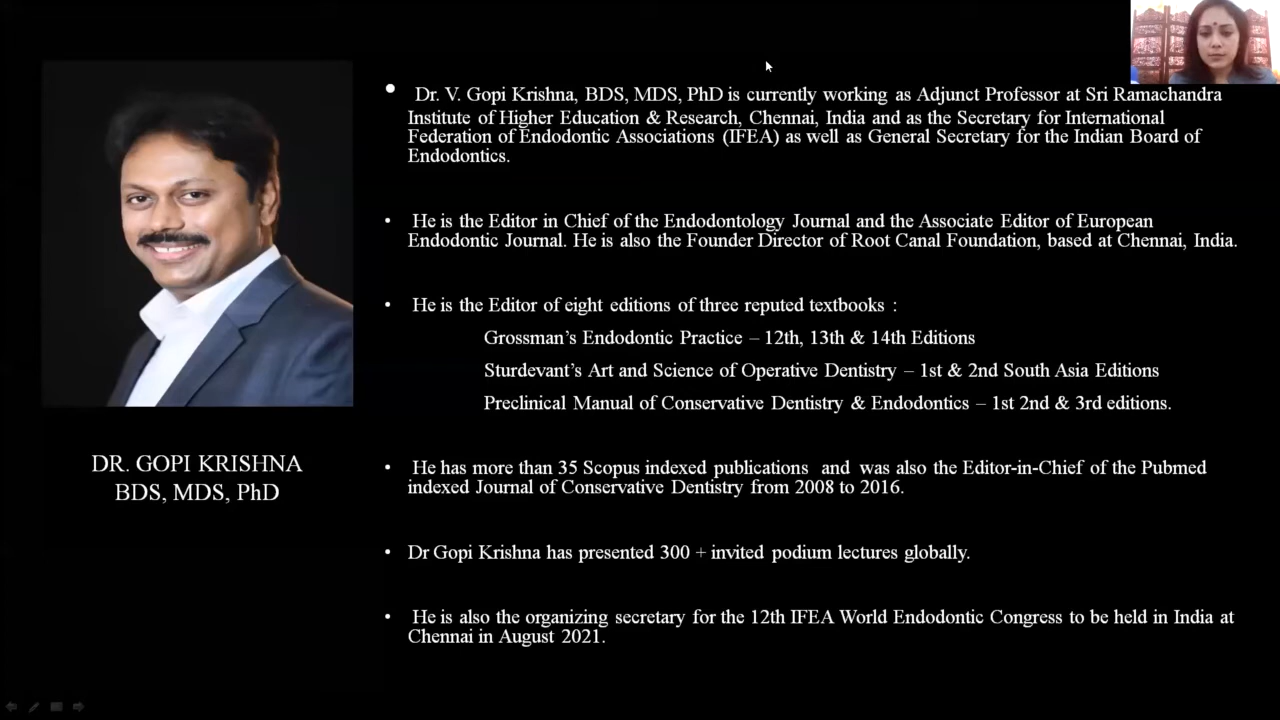 • Dr. V. Gopi Krishna, BDS, MDS, PhD is currently working as Adjunct Professor at Sri Ramachandra
Institute of Higher Education & Research, Chennai, India and as the Secretary for International
Federation of Endodontic Associations (IFEA) as well as General Secretary for the Indian Board of
Endodontics.
• He is the Editor in Chief of the Endodontology Journal and the Associate Editor of European
Endodontic Journal. He is also the Founder Director of Root Canal Foundation, based at Chennai, India.
• He is the Editor of eight editions of three reputed textbooks :
Grossman’s Endodontic Practice – 12th, 13th & 14th Editions
Sturdevant’s Art and Science of Operative Dentistry – 1st & 2nd South Asia Editions
Preclinical Manual of Conservative Dentistry & Endodontics – 1st 2nd & 3rd editions.
• He has more than 35 Scopus indexed publications and was also the Editor-in-Chief of the Pubmed
indexed Journal of Conservative Dentistry from 2008 to 2016.
• Dr Gopi Krishna has presented 300 + invited podium lectures globally.
• He is also the organizing secretary for the 12th IFEA World Endodontic Congress to be held in India at
Chennai in August 2021.
DR. GOPI KRISHNA
BDS, MDS, PhD